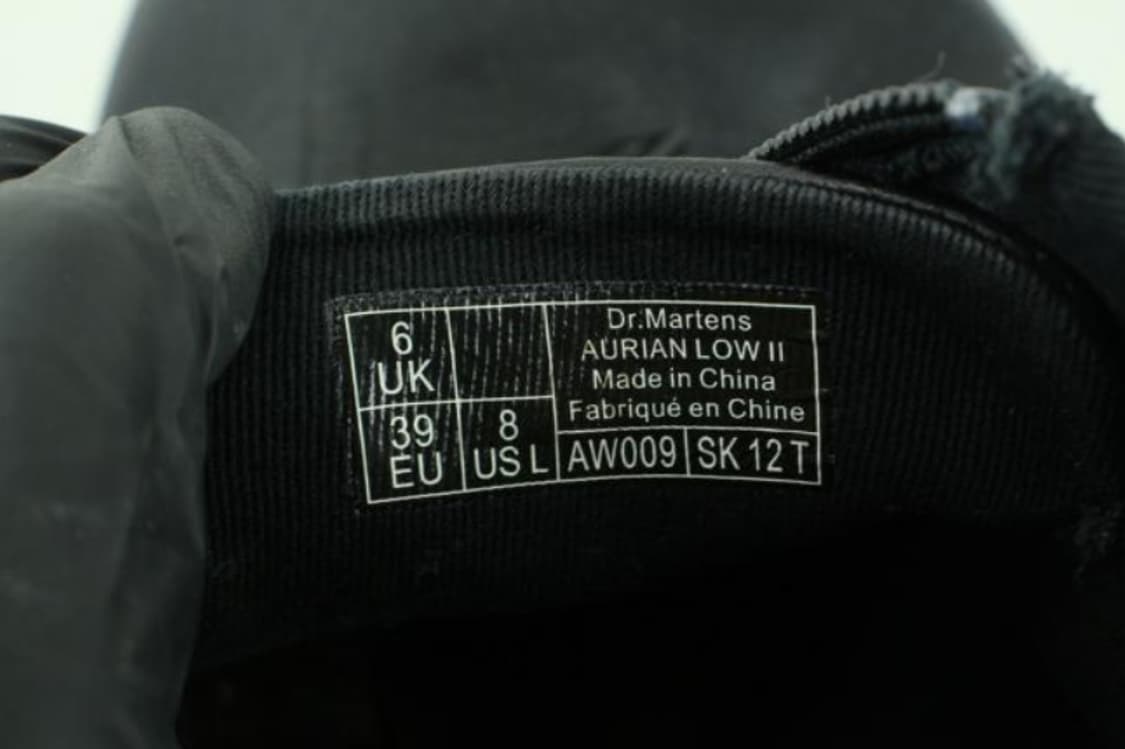 6
UK
39
EU
8
US L
Dr.Martens
AURIAN LOW II
Made in China
Fabriqué en Chine
AW009
SK 12 T